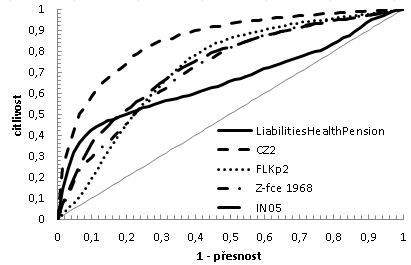 1
0,9
0,8
0,7
0,6
0,5
0,4
0,3
0,2
0,1
0
citlivost
LiabilitiesHealthPension
CZ2
FLKp2
Z-fce 1968
IN05
0 0,1 0,2 0,3 0,4 0,5 0,6 0,7 0,8 0,9 1
1 - přesnost